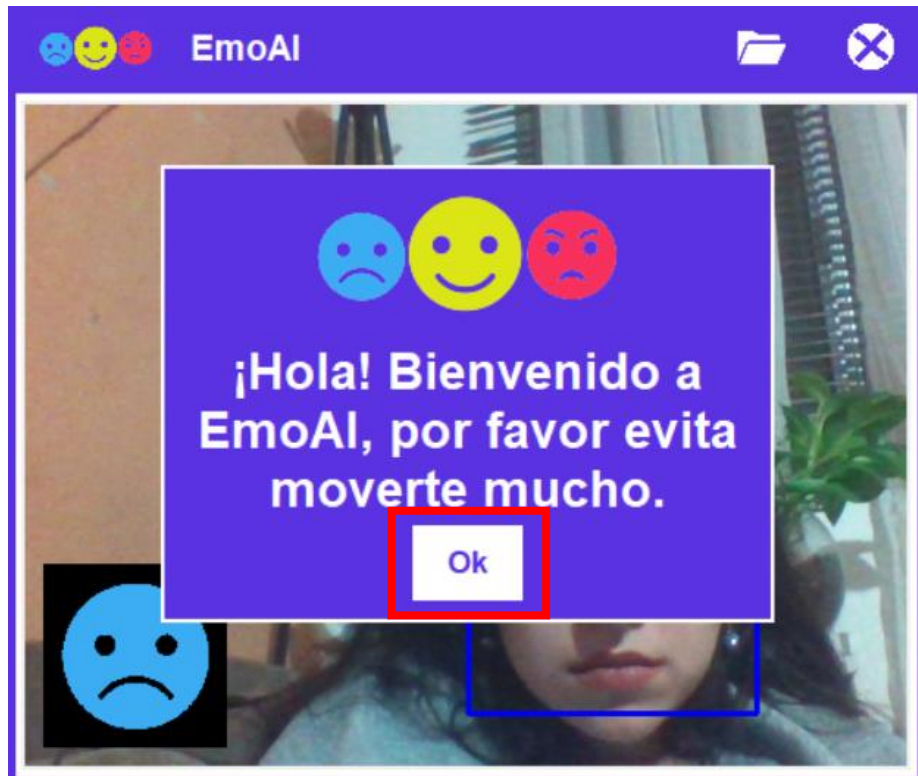 EmoAI
¡Hola! Bienvenido a
EmoAI, por favor evita
moverte mucho.
Ok